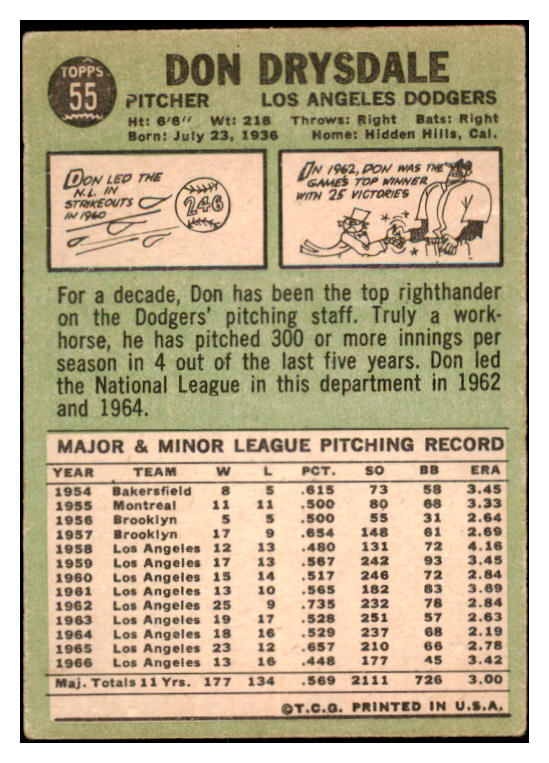 TOPPS
55
DON DRYSDALE
PITCHER LOS ANGELES DODGERS
Ht: 6'6" Wt: 218 Throws: Right Bats: Right
Born: July 23, 1936 Home: Hidden Hills, Cal.
DON LED THE
N.L. IN
STRIKEOUTS
IN 1960
246
IN 1962, DON WAS THE
GAME'S TOP WINNER
WITH 25 VICTORIES
For a decade, Don has been the top righthander
on the Dodgers' pitching staff. Truly a work-
horse, he has pitched 300 or more innings per
season in 4 out of the last five years. Don led
the National League in this department in 1962
and 1964.
MAJOR & MINOR LEAGUE PITCHING RECORD
YEAR TEAM W L PCT. SO BB ERA
1954 Bakersfield 8 5 .615 73 58 3.45
1955 Montreal 11 11 .500 80 68 3.33
1956 Brooklyn 5 5 .500 55 31 2.64
1957 Brooklyn 17 9 .654 148 61 2.69
1958 Los Angeles 12 13 .480 131 72 4.16
1959 Los Angeles 17 13 .567 242 93 3.45
1960 Los Angeles 15 14 .517 246 72 2.84
1961 Los Angeles 13 10 .565 182 83 3.69
1962 Los Angeles 25 9 .735 232 78 2.84
1963 Los Angeles 19 17 .528 251 57 2.63
1964 Los Angeles 18 16 .529 237 68 2.19
1965 Los Angeles 23 12 .657 210 66 2.78
1966 Los Angeles 13 16 .448 177 45 3.42
Maj. Totals 11 Yrs. 177 134 .569 2111 726 3.00
©T.C.G. PRINTED IN U.S.A.